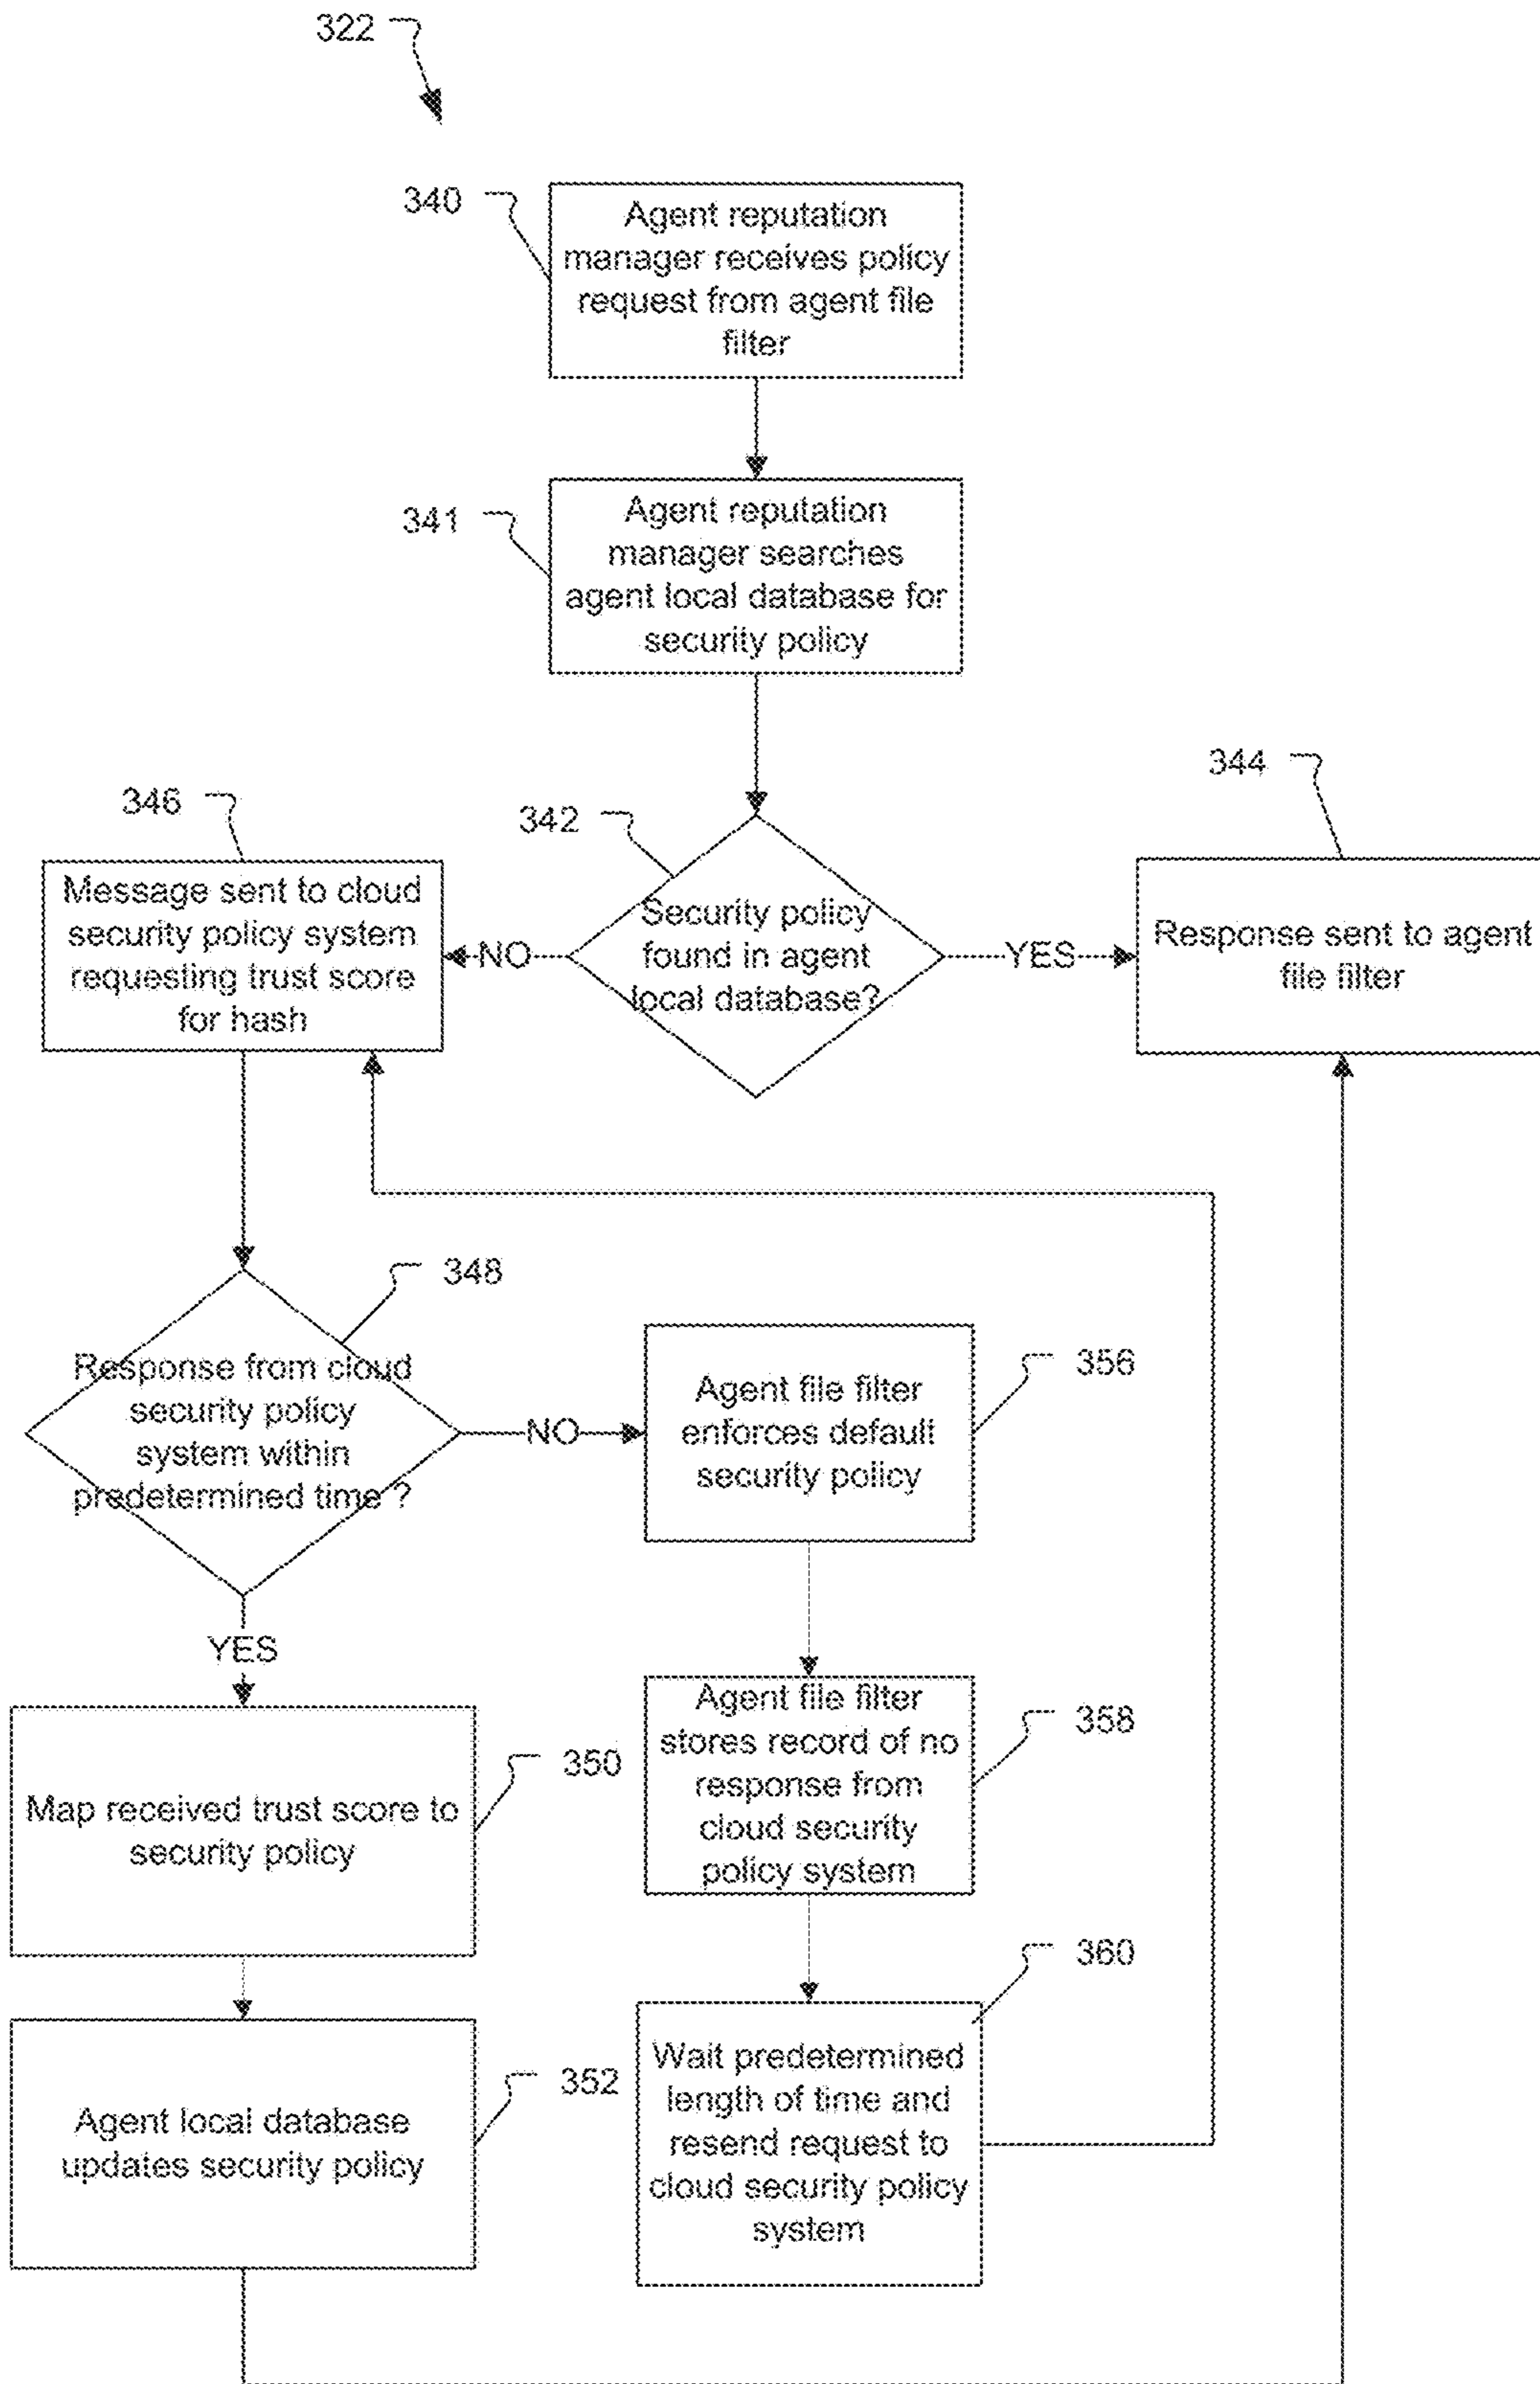 322
340
Agent reputation
manager receives policy
request from agent file
filter
341
Agent reputation
manager searches
agent local database for
security policy
342
Security policy
found in agent
local database?
NO
YES
344
Response sent to agent
file filter
346
Message sent to cloud
security policy system
requesting trust score
for hash
348
Response from cloud
security policy
system within
predetermined time ?
NO
YES
356
Agent file filter
enforces default
security policy
358
Agent file filter
stores record of no
response from
cloud security
policy system
350
Map received trust score to
security policy
360
Wait predetermined
length of time and
resend request to
cloud security policy
system
352
Agent local database
updates security policy